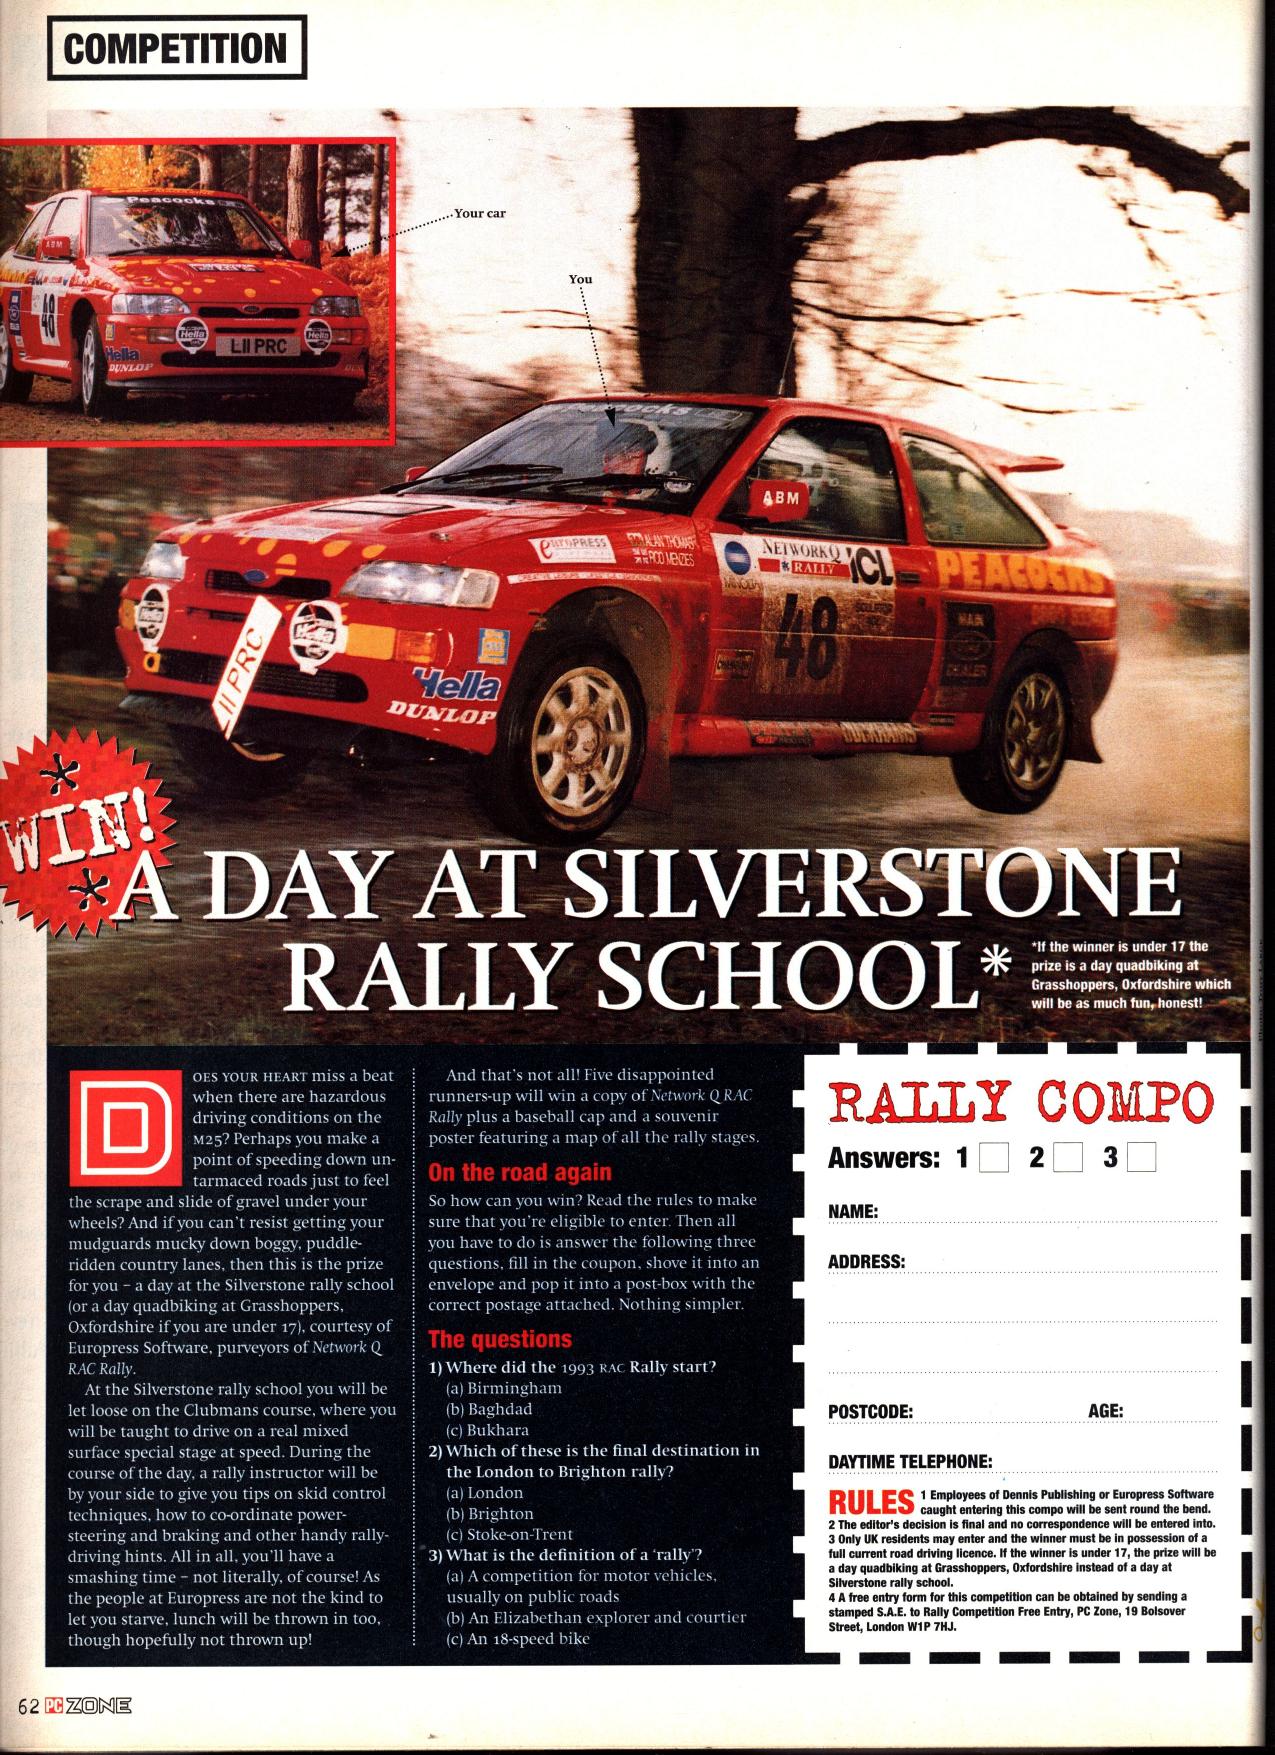 COMPETITION
Your car
You
Peacocks
ABM
48
Hella
Hella
Hella
DUNLOP
L11 PRC
ABM
euroPRESS
ALAN THOMAS
ROD MENZIES
MINOLTA
NETWORK Q
RALLY
ICL
48
PEACOCKS
Hella
L11 PRC
Hella
DUNLOP
WIN!
A DAY AT SILVERSTONE
RALLY SCHOOL*
*If the winner is under 17 the
prize is a day quadbiking at
Grasshoppers, Oxfordshire which
will be as much fun, honest!
DOES YOUR HEART miss a beat
when there are hazardous
driving conditions on the
M25? Perhaps you make a
point of speeding down un-
tarmaced roads just to feel
the scrape and slide of gravel under your
wheels? And if you can't resist getting your
mudguards mucky down boggy, puddle-
ridden country lanes, then this is the prize
for you – a day at the Silverstone rally school
(or a day quadbiking at Grasshoppers,
Oxfordshire if you are under 17), courtesy of
Europress Software, purveyors of Network Q
RAC Rally.
At the Silverstone rally school you will be
let loose on the Clubmans course, where you
will be taught to drive on a real mixed
surface special stage at speed. During the
course of the day, a rally instructor will be
by your side to give you tips on skid control
techniques, how to co-ordinate power-
steering and braking and other handy rally-
driving hints. All in all, you'll have a
smashing time – not literally, of course! As
the people at Europress are not the kind to
let you starve, lunch will be thrown in too,
though hopefully not thrown up!
And that's not all! Five disappointed
runners-up will win a copy of Network Q RAC
Rally plus a baseball cap and a souvenir
poster featuring a map of all the rally stages.
On the road again
So how can you win? Read the rules to make
sure that you're eligible to enter. Then all
you have to do is answer the following three
questions, fill in the coupon, shove it into an
envelope and pop it into a post-box with the
correct postage attached. Nothing simpler.
The questions
1) Where did the 1993 RAC Rally start?
(a) Birmingham
(b) Baghdad
(c) Bukhara
2) Which of these is the final destination in
the London to Brighton rally?
(a) London
(b) Brighton
(c) Stoke-on-Trent
3) What is the definition of a 'rally'?
(a) A competition for motor vehicles,
usually on public roads
(b) An Elizabethan explorer and courtier
(c) An 18-speed bike
RALLY COMPO
Answers: 1 2 3
NAME:
ADDRESS:
POSTCODE: AGE:
DAYTIME TELEPHONE:
RULES 1 Employees of Dennis Publishing or Europress Software
caught entering this compo will be sent round the bend.
2 The editor's decision is final and no correspondence will be entered into.
3 Only UK residents may enter and the winner must be in possession of a
full current road driving licence. If the winner is under 17, the prize will be
a day quadbiking at Grasshoppers, Oxfordshire instead of a day at
Silverstone rally school.
4 A free entry form for this competition can be obtained by sending a
stamped S.A.E. to Rally Competition Free Entry, PC Zone, 19 Bolsover
Street, London W1P 7HJ.
62 PC ZONE